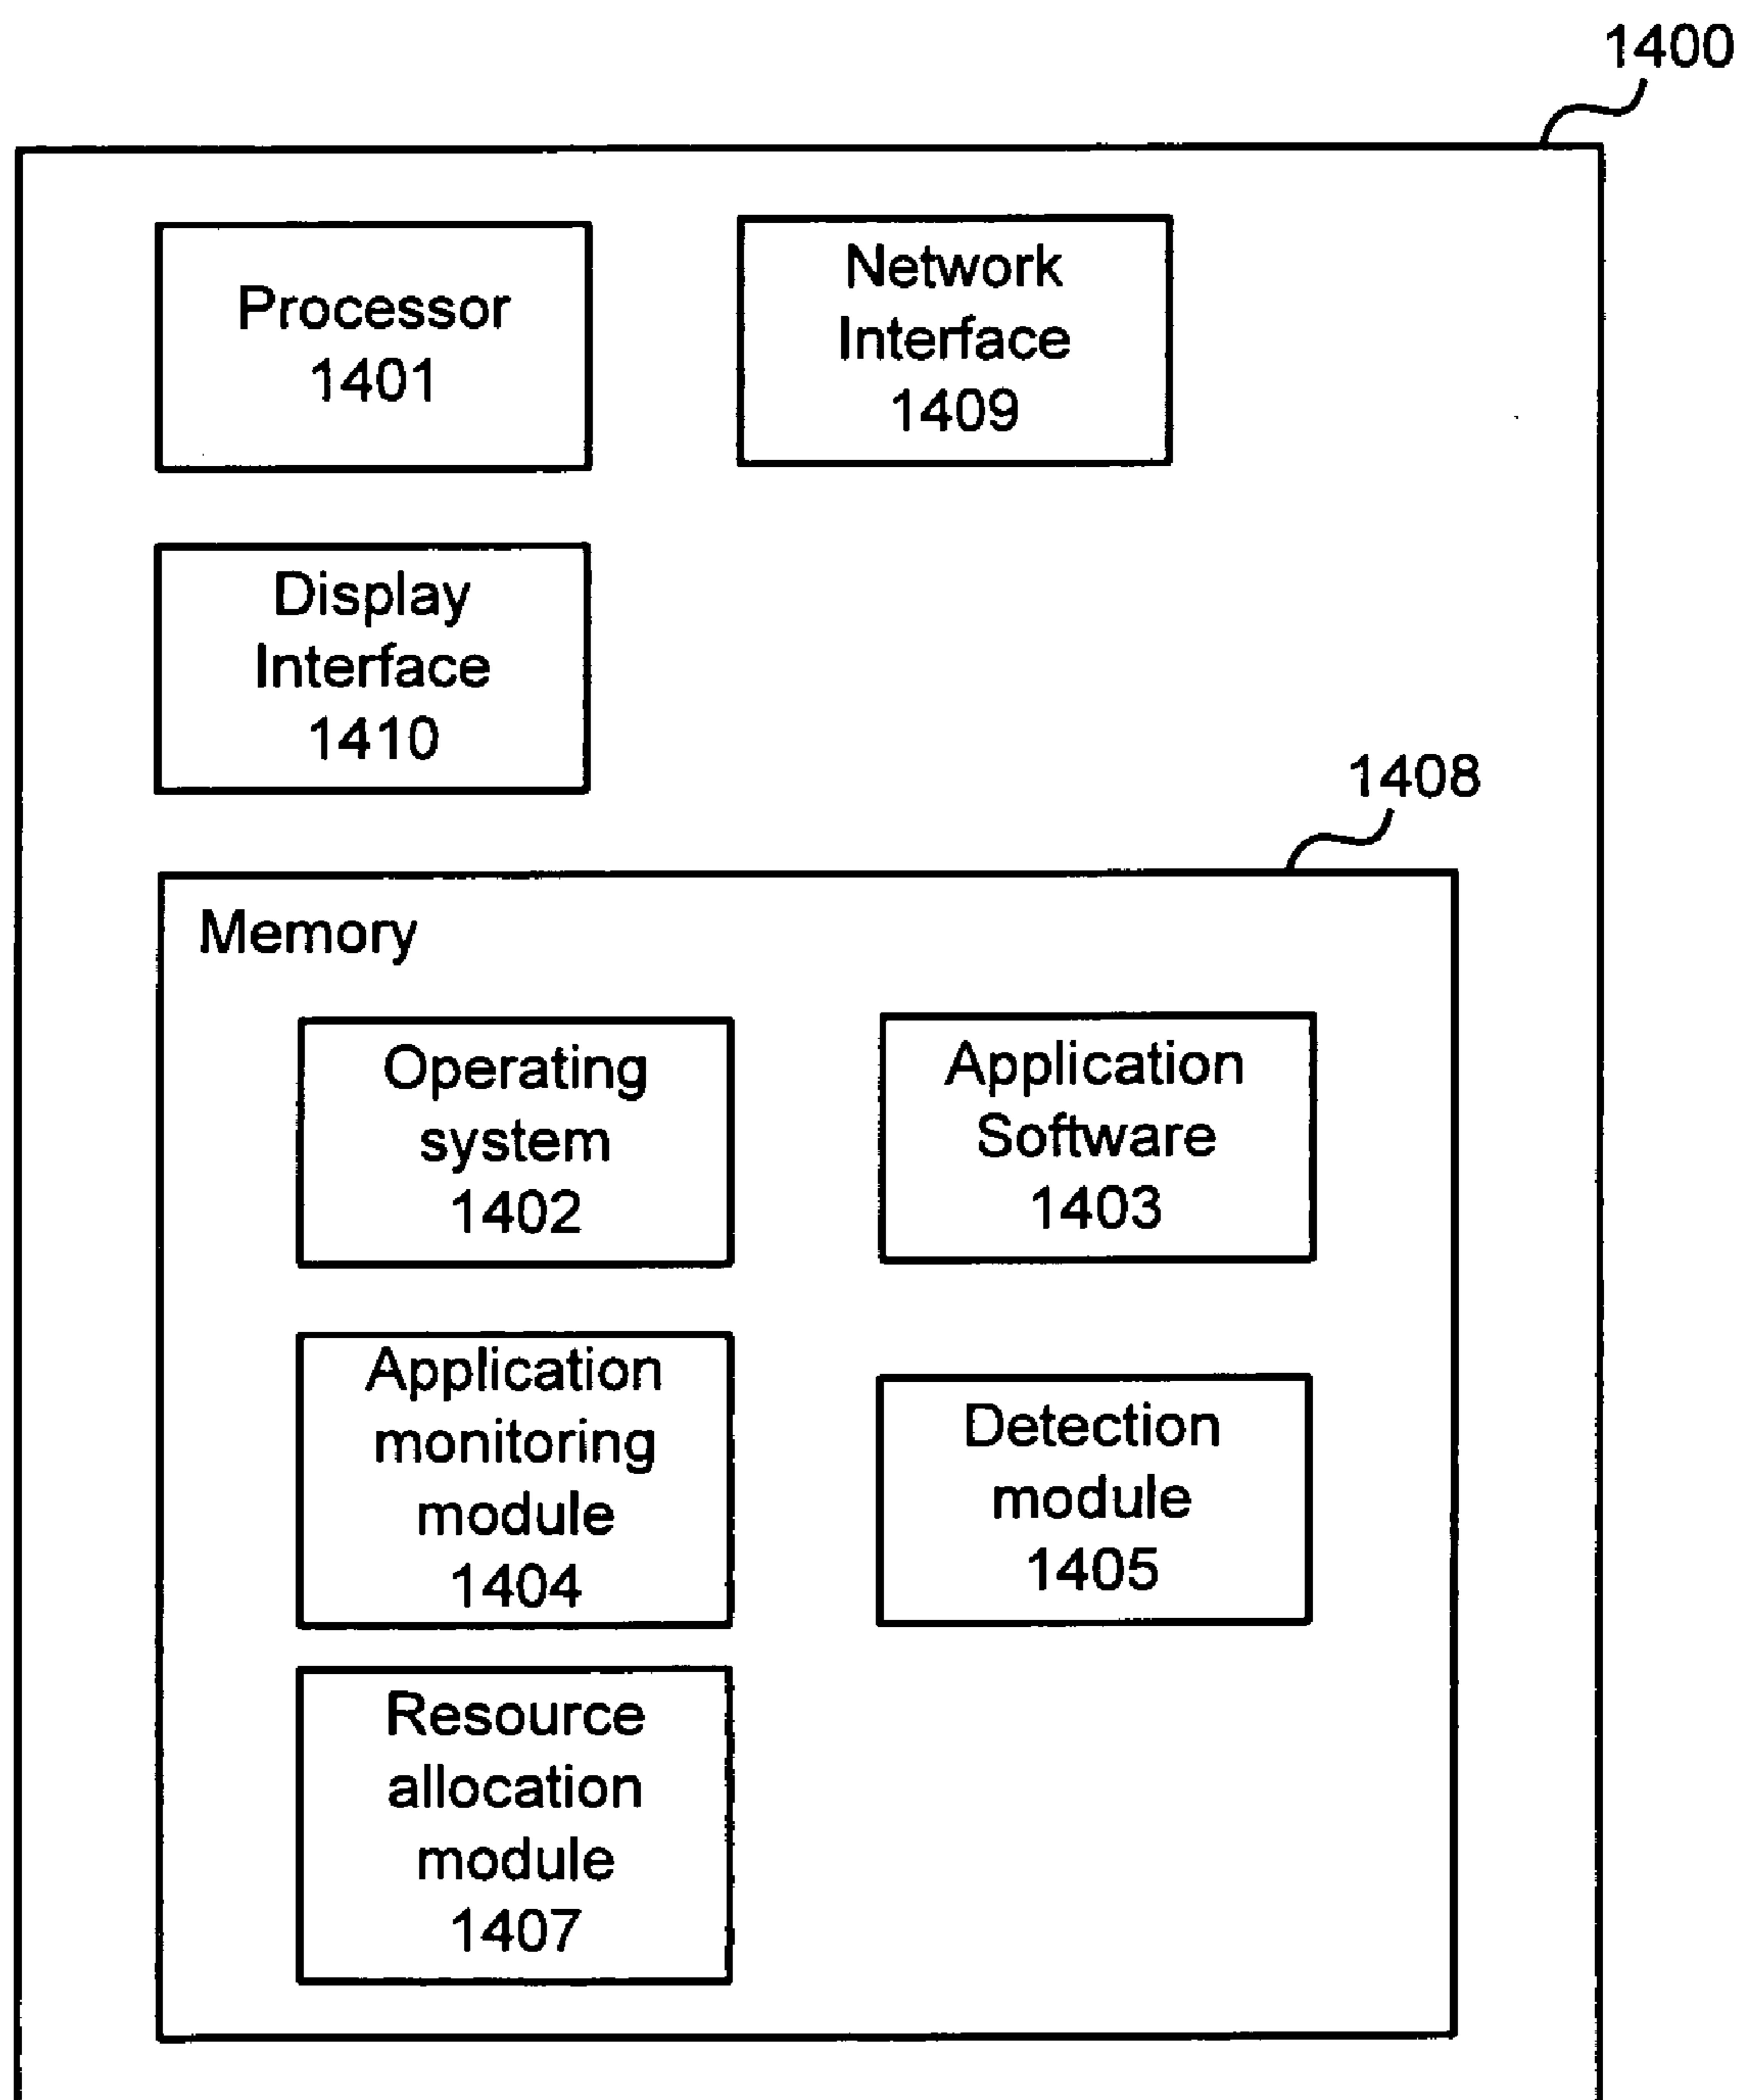 1400
Processor
1401
Network
Interface
1409
Display
Interface
1410
1408
Memory
Operating
system
1402
Application
Software
1403
Application
monitoring
module
1404
Detection
module
1405
Resource
allocation
module
1407